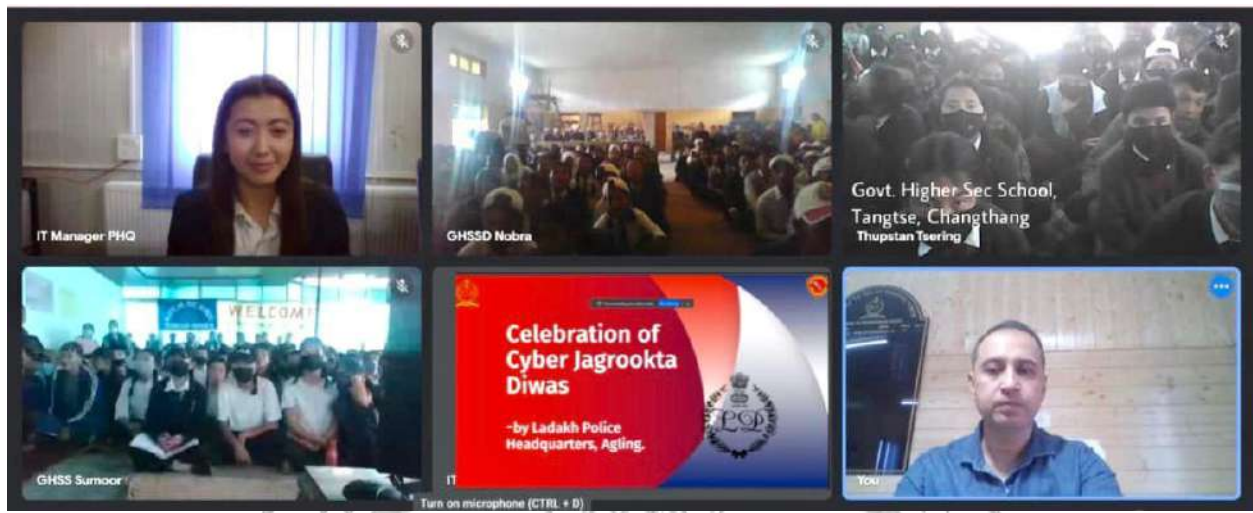 IT Manager PHQ
GHSSD Nobra
Govt. Higher Sec School,
Tangtse, Changthang
Thupstan Tsering
WELCOM
GHSS Sumoor
Celebration of
Cyber Jagrookta
Diwas
-by Ladakh Police
Headquarters, Agling.
LP
IT
You
Turn on microphone (CTRL + D)